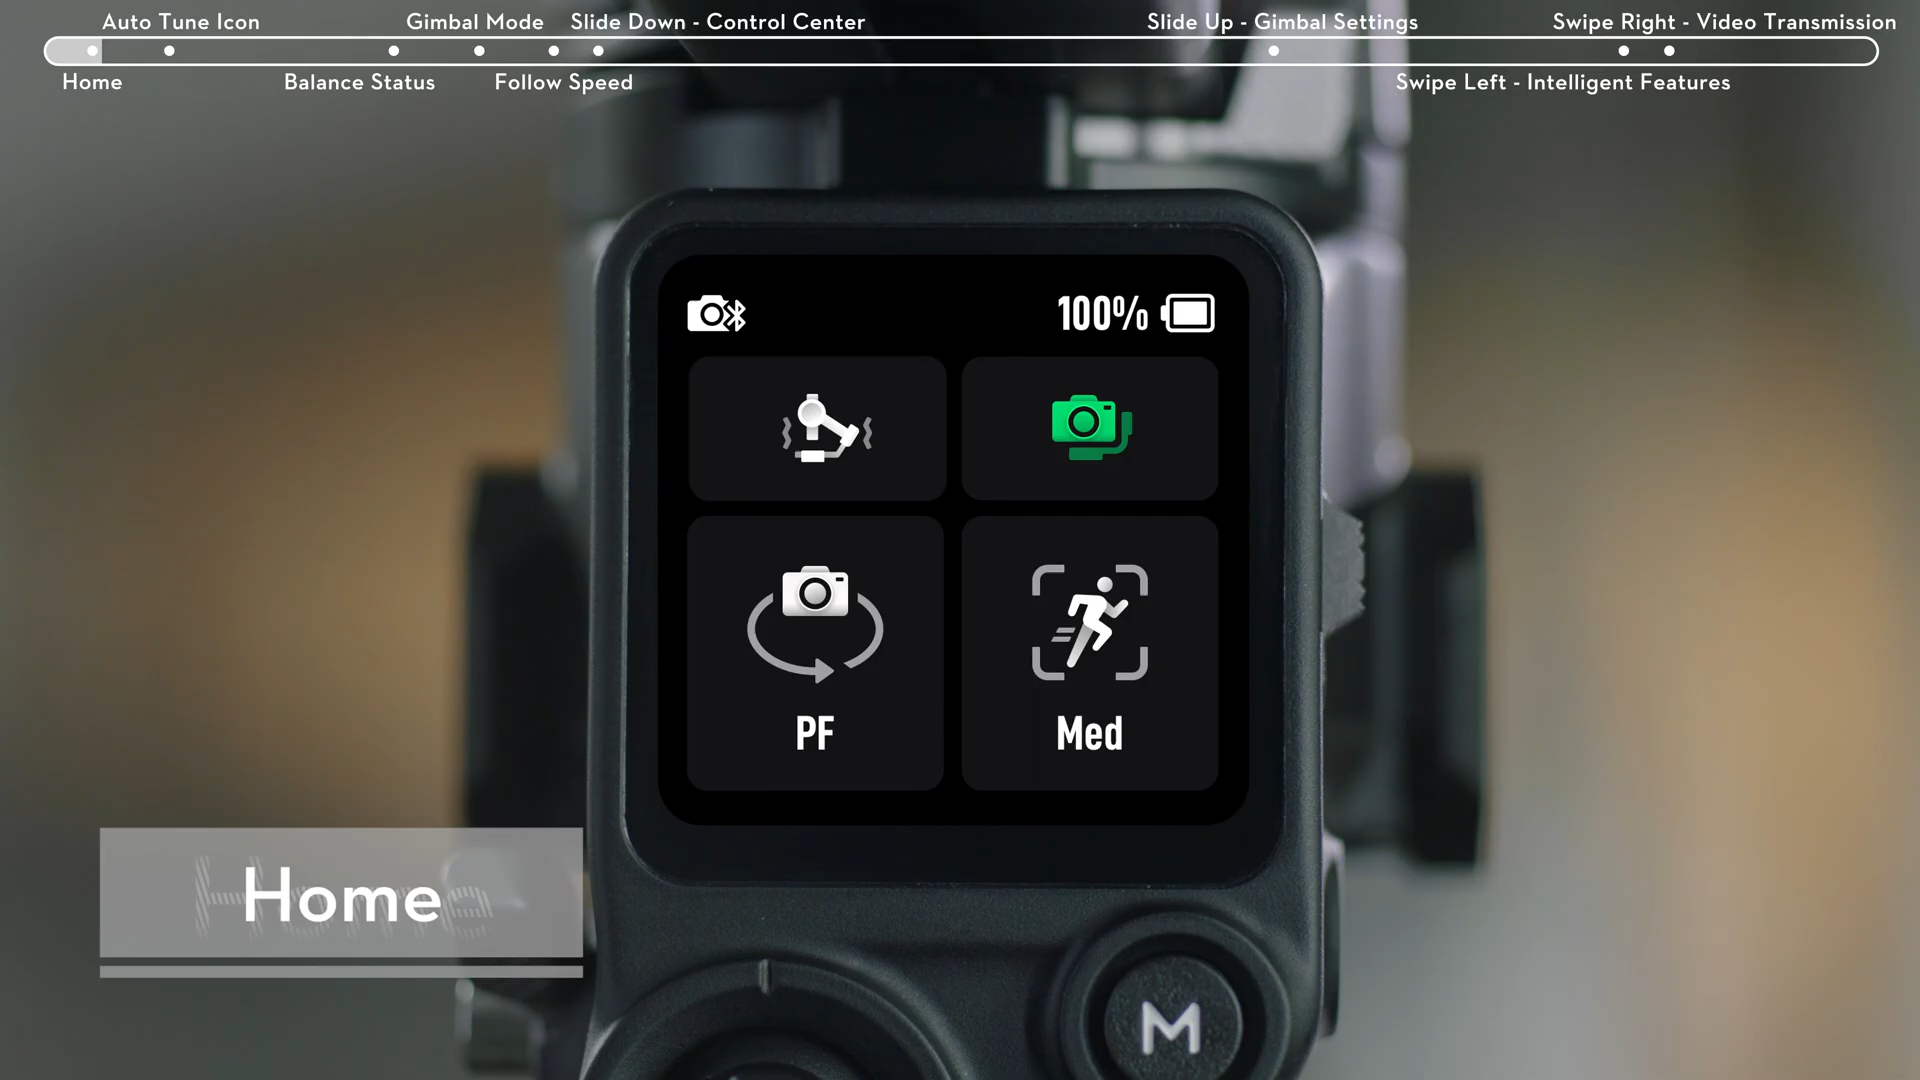 Auto Tune Icon
Gimbal Mode
Slide Down - Control Center
Slide Up - Gimbal Settings
Swipe Right - Video Transmission
Home
Balance Status
Follow Speed
Swipe Left - Intelligent Features
100%
PF
Med
Home
M